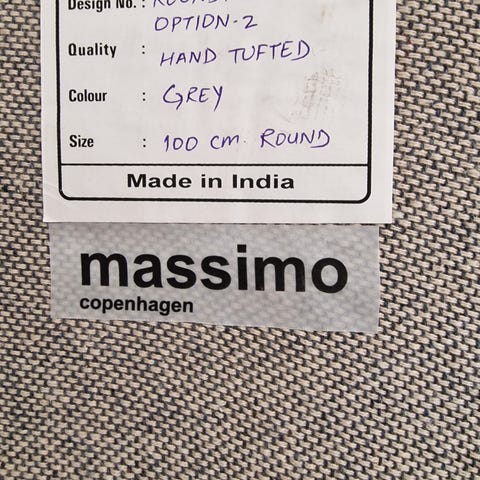 Design No. :
OPTION-2
Quality : HAND TUFTED
Colour : GREY
Size : 100 CM. ROUND
Made in India
massimo
copenhagen